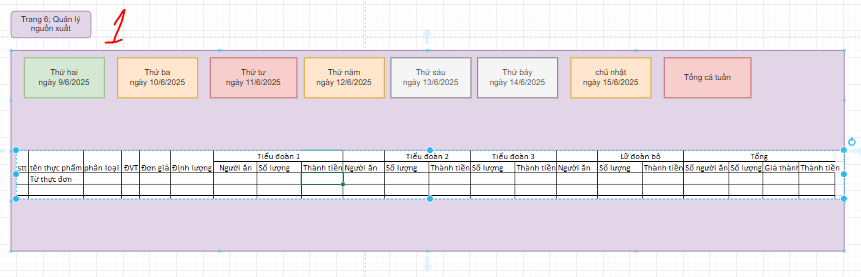 Trang 6; Quản lý
nguồn xuất
1
Thứ hai
ngày 9/6/2025
Thứ ba
ngày 10/6/2025
Thứ tư
ngày 11/6/2025
Thứ năm
ngày 12/6/2025
Thứ sáu
ngày 13/6/2025
Thứ bảy
ngày 14/6/2025
chủ nhật
ngày 15/6/2025
Tổng cả tuần
Tiểu đoàn 1 Tiểu đoàn 2 Tiểu đoàn 3 Lữ đoàn bộ Tổng
STT tên thực phẩm phân loại ĐVT Đơn giá Định lượng Người ăn Số lượng Thành tiền Người ăn Số lượng Thành tiền Số lượng Thành tiền Người ăn Số lượng Thành tiền Số người ăn Số lượng Giá thành Thành tiền
Từ thực đơn